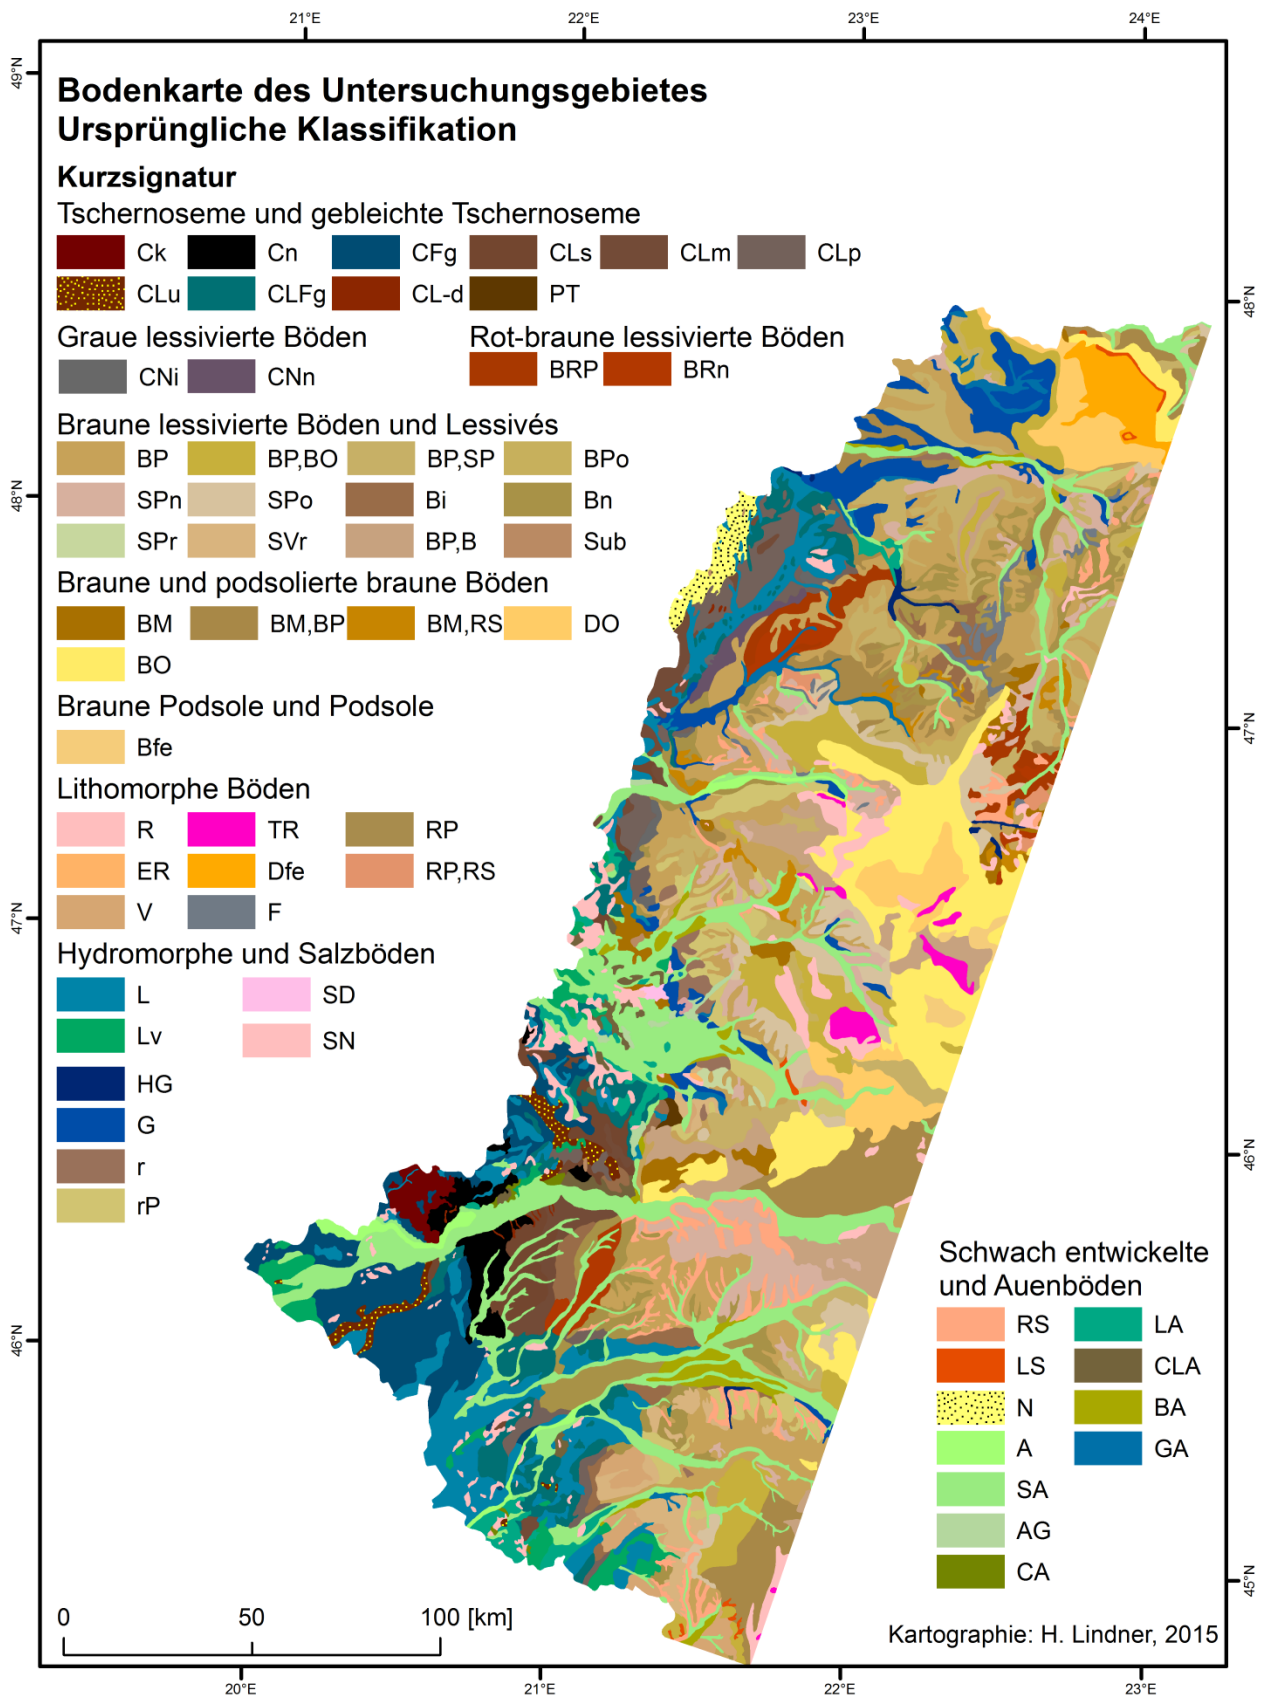 21°E 22°E 23°E 24°E
49°N
Bodenkarte des Untersuchungsgebietes
Ursprüngliche Klassifikation
Kurzsignatur
Tschernoseme und gebleichte Tschernoseme
Ck Cn CFg CLs CLm CLp
CLu CLFg CL-d PT
48°N
Graue lessivierte Böden
CNi CNn
Rot-braune lessivierte Böden
BRP BRn
Braune lessivierte Böden und Lessivés
BP BP,BO BP,SP BPo
SPn SPo Bi Bn
SPr SVr BP,B Sub
48°N
Braune und podsolierte braune Böden
BM BM,BP BM,RS DO
BO
Braune Podsole und Podsole
Bfe
47°N
Lithomorphe Böden
R TR RP
ER Dfe RP,RS
V F
47°N
Hydromorphe und Salzböden
L SD
Lv SN
HG
G
r
rP
46°N
Schwach entwickelte
und Auenböden
RS LA
LS CLA
N BA
A GA
SA
AG
CA
46°N
45°N
0 50 100 [km]
Kartographie: H. Lindner, 2015
20°E 21°E 22°E 23°E